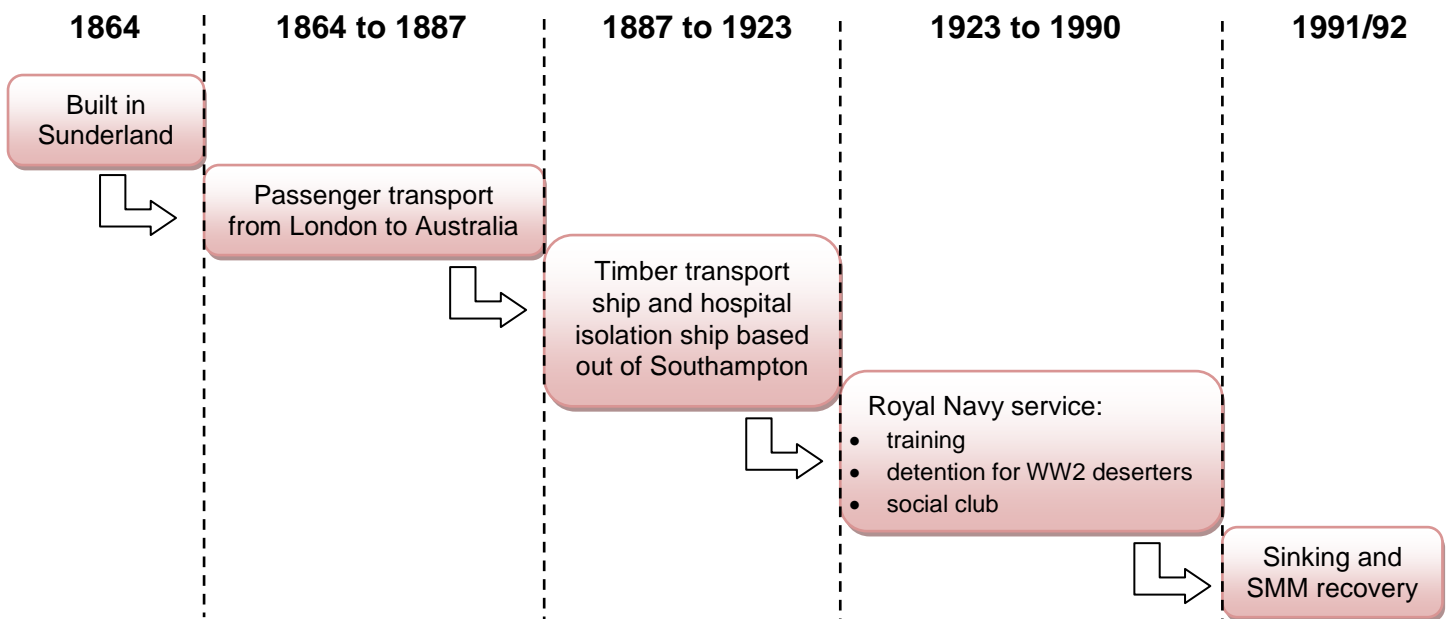 1864
1864 to 1887
1887 to 1923
1923 to 1990
1991/92
Built in
Sunderland
Passenger transport
from London to Australia
Timber transport
ship and hospital
isolation ship based
out of Southampton
Royal Navy service:
• training
• detention for WW2 deserters
• social club
Sinking and
SMM recovery